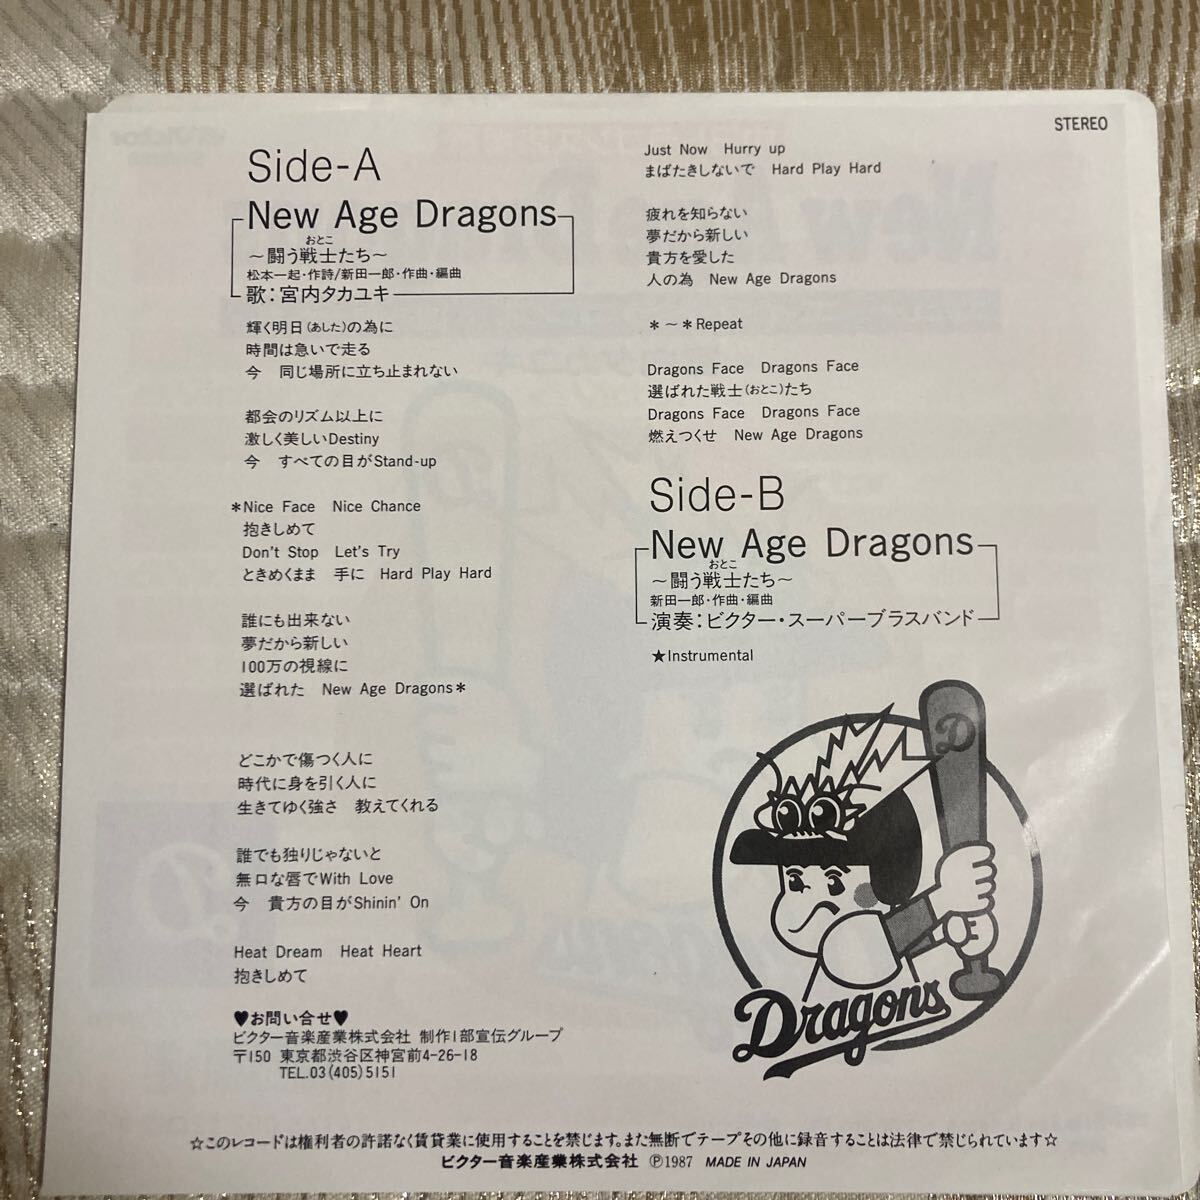 STEREO
Side-A
New Age Dragons
おとこ
～闘う戦士たち～
松本一起・作詩/新田一郎・作曲・編曲
歌：宮内タカユキ
輝く明日(あした)の為に
時間は急いで走る
今　同じ場所に立ち止まれない
都会のリズム以上に
激しく美しいDestiny
今　すべての目がStand-up
＊Nice Face　Nice Chance
抱きしめて
Don't Stop　Let's Try
ときめくまま　手に　Hard Play Hard
誰にも出来ない
夢だから新しい
100万の視線に
選ばれた　New Age Dragons＊
どこかで傷つく人に
時代に身を引く人に
生きてゆく強さ　教えてくれる
誰でも独りじゃないと
無口な唇でWith Love
今　貴方の目がShinin' On
Heat Dream　Heat Heart
抱きしめて
Just Now　Hurry up
まばたきしないで　Hard Play Hard
疲れを知らない
夢だから新しい
貴方を愛した
人の為　New Age Dragons
＊～＊Repeat
Dragons Face　Dragons Face
選ばれた戦士(おとこ)たち
Dragons Face　Dragons Face
燃えつくせ　New Age Dragons
Side-B
New Age Dragons
おとこ
～闘う戦士たち～
新田一郎・作曲・編曲
演奏：ビクター・スーパーブラスバンド
★Instrumental
D
Dragons
♥お問い合せ♥
ビクター音楽産業株式会社 制作1部宣伝グループ
〒150 東京都渋谷区神宮前4-26-18
TEL.03(405)5151
☆このレコードは権利者の許諾なく賃貸業に使用することを禁じます。また無断でテープその他に録音することは法律で禁じられています☆
ビクター音楽産業株式会社 Ⓟ1987 MADE IN JAPAN